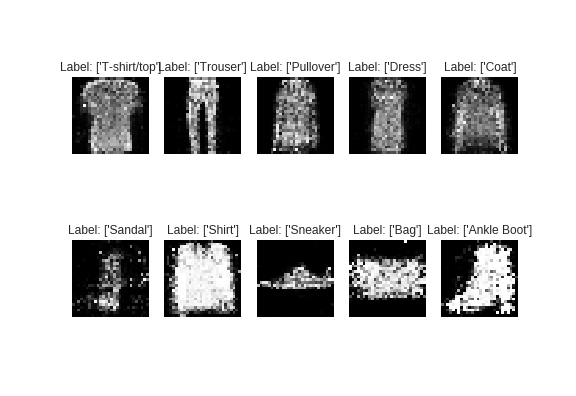 Label: ['T-shirt/top'] Label: ['Trouser'] Label: ['Pullover'] Label: ['Dress'] Label: ['Coat']
Label: ['Sandal'] Label: ['Shirt'] Label: ['Sneaker'] Label: ['Bag'] Label: ['Ankle Boot']